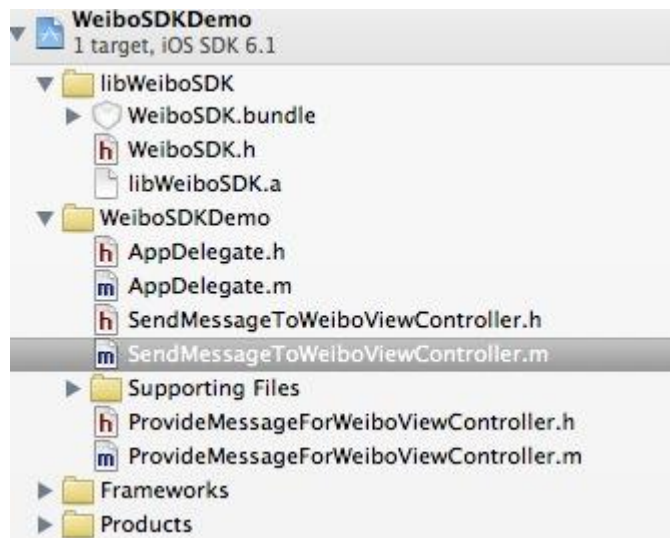 WeiboSDKDemo
1 target, iOS SDK 6.1
libWeiboSDK
WeiboSDK.bundle
h WeiboSDK.h
libWeiboSDK.a
WeiboSDKDemo
h AppDelegate.h
m AppDelegate.m
h SendMessageToWeiboViewController.h
m SendMessageToWeiboViewController.m
Supporting Files
h ProvideMessageForWeiboViewController.h
m ProvideMessageForWeiboViewController.m
Frameworks
Products